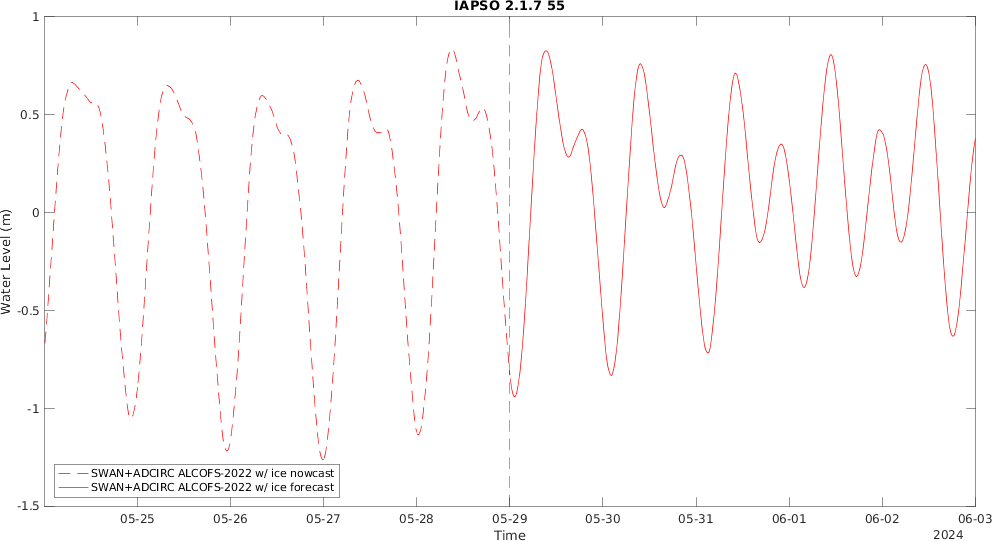 IAPSO 2.1.7 55
Water Level (m)
1
0.5
0
-0.5
-1
-1.5
SWAN+ADCIRC ALCOFS-2022 w/ ice nowcast
SWAN+ADCIRC ALCOFS-2022 w/ ice forecast
05-25 05-26 05-27 05-28 05-29 05-30 05-31 06-01 06-02 06-03
Time
2024